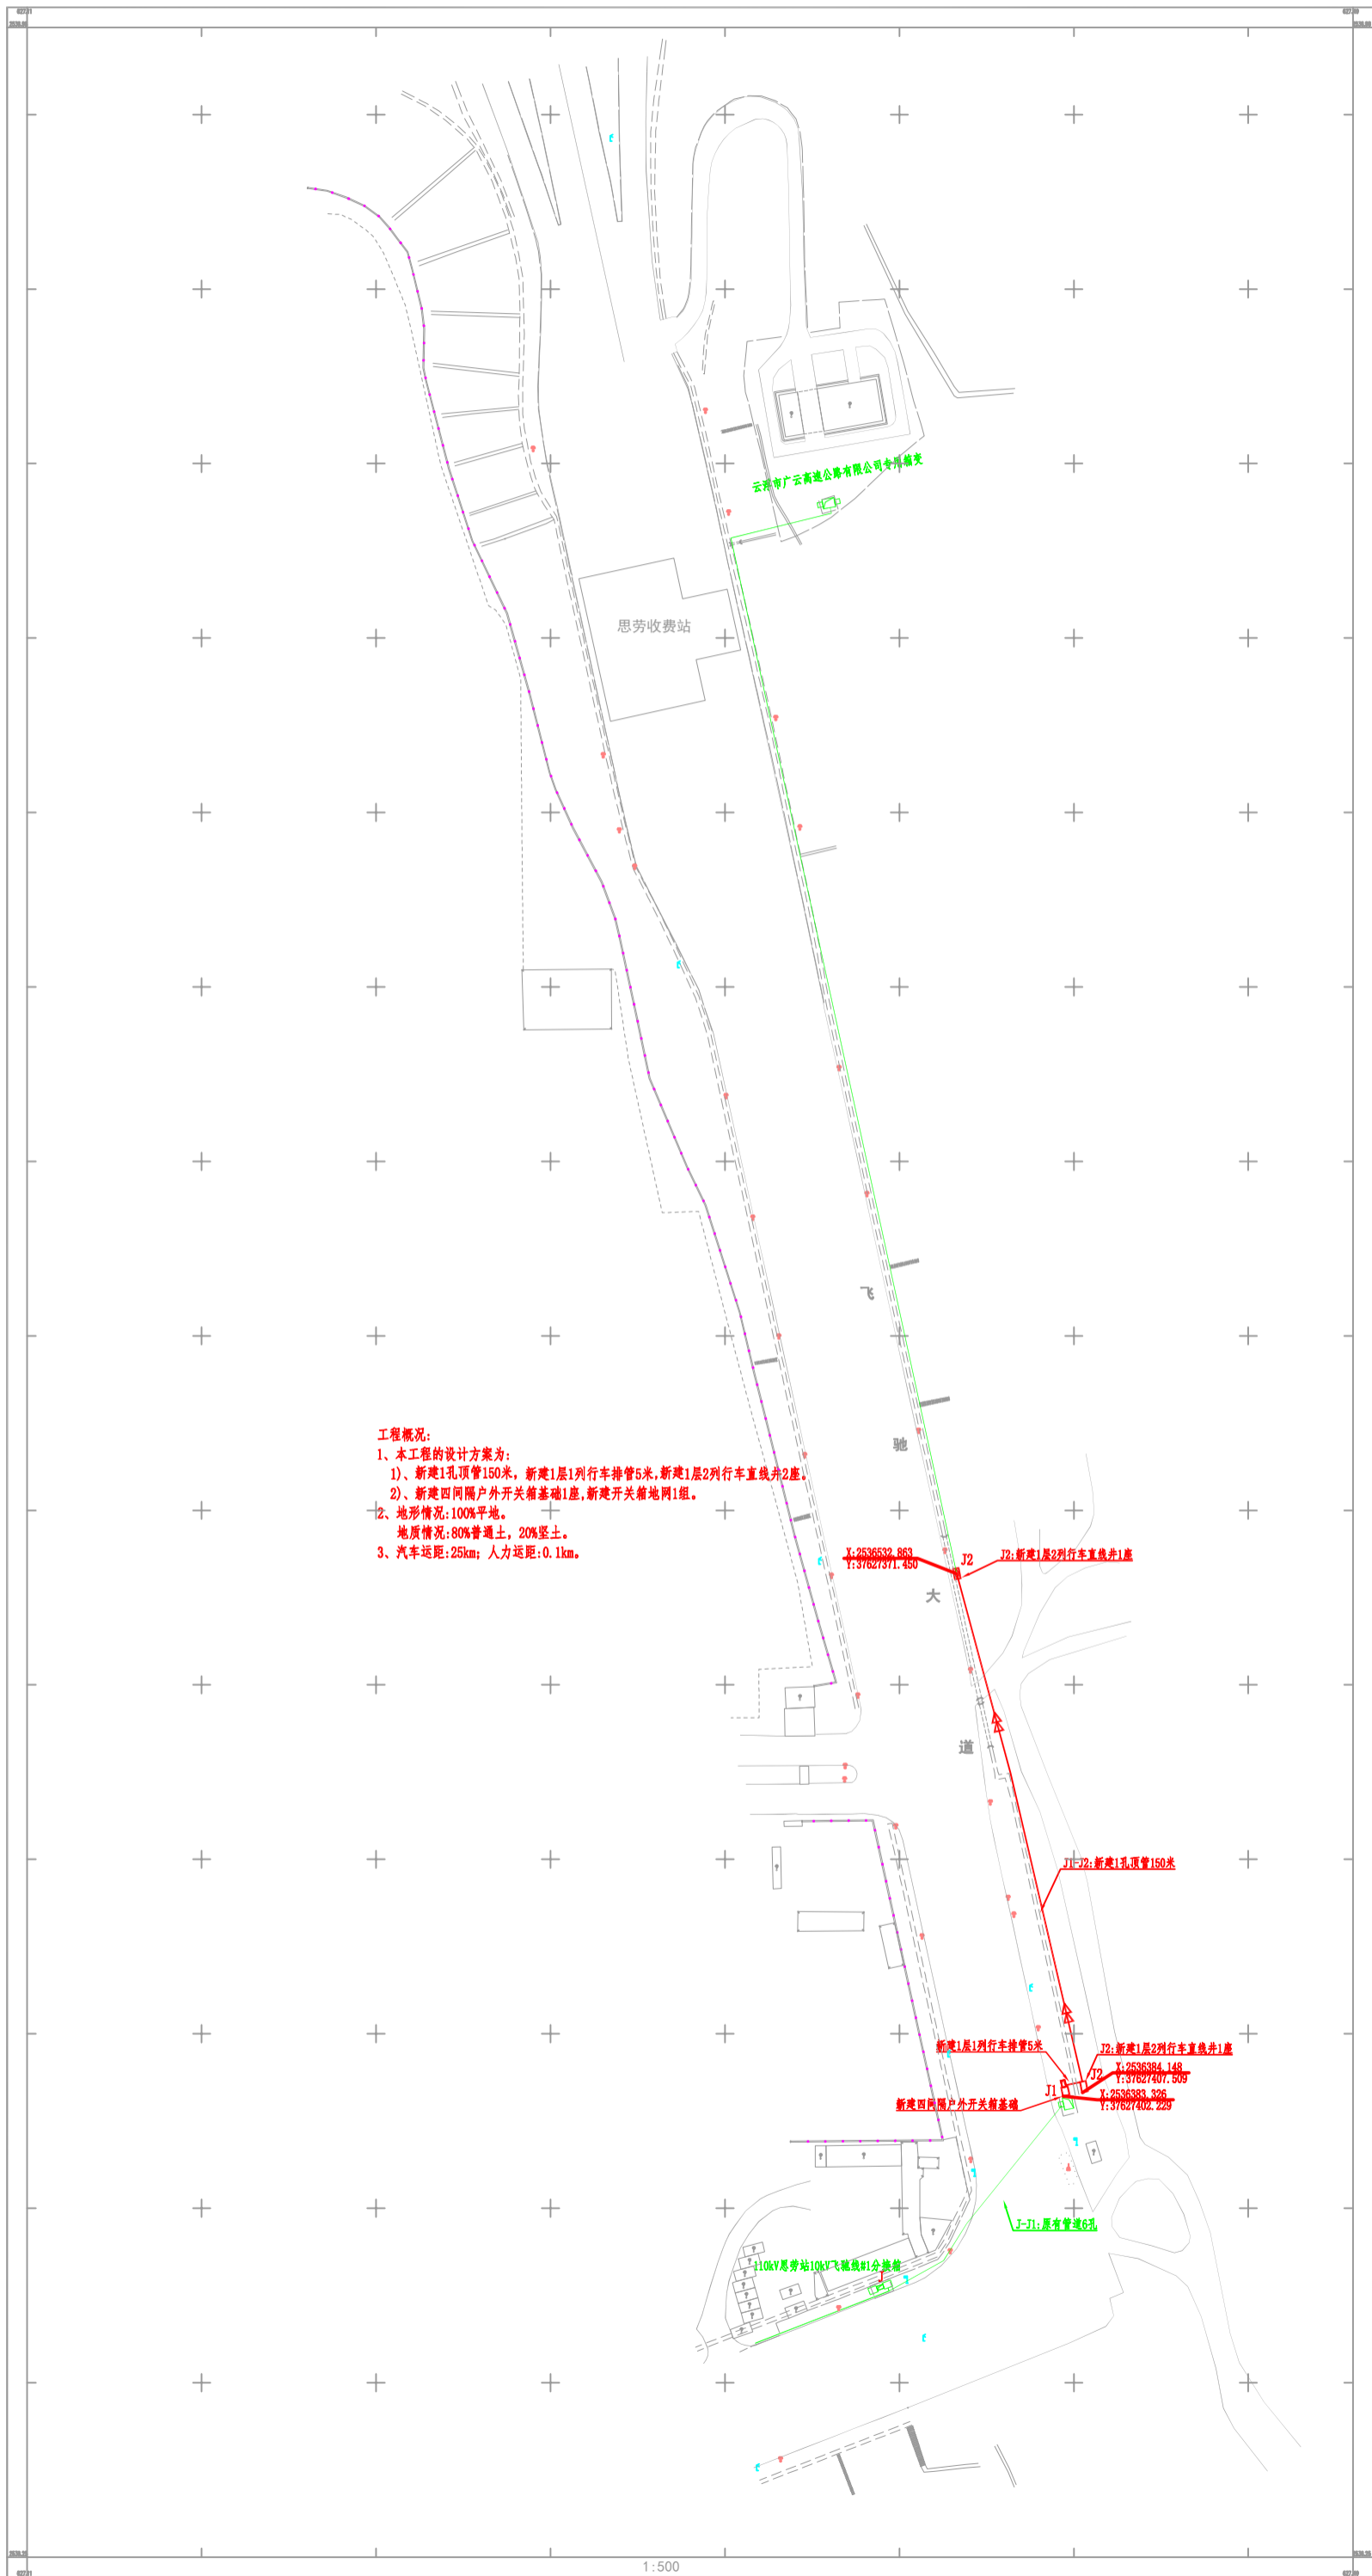 云浮市广云高速公路有限公司专用箱变
思劳收费站
飞
驰
大
道
工程概况:
1、本工程的设计方案为:
1)、新建1孔顶管150米，新建1层1列行车排管5米,新建1层2列行车直线井2座。
2)、新建四间隔户外开关箱基础1座,新建开关箱地网1组。
2、地形情况:100%平地。
地质情况:80%普通土，20%坚土。
3、汽车运距:25km；人力运距:0.1km。
X:2536532.863
Y:37627371.450
J2
J2:新建1层2列行车直线井1座
J1-J2:新建1孔顶管150米
新建1层1列行车排管5米
J2:新建1层2列行车直线井1座
X:2536384.148
Y:37627407.509
J2
J1
X:2536383.326
Y:37627402.229
新建四间隔户外开关箱基础
J-J1:原有管道6孔
110kV思劳站10kV飞驰线#1分接箱
J
1:500